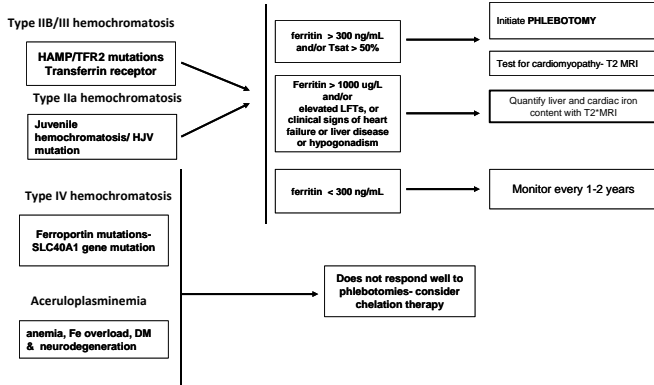 Type IIB/III hemochromatosis
HAMP/TFR2 mutations
Transferrin receptor
Type IIa hemochromatosis
Juvenile
hemochromatosis/ HJV
mutation
Type IV hemochromatosis
Ferroportin mutations-
SLC40A1 gene mutation
Aceruloplasminemia
anemia, Fe overload, DM
& neurodegeneration
ferritin > 300 ng/mL
and/or Tsat > 50%
Ferritin > 1000 ug/L
and/or
elevated LFTs, or
clinical signs of heart
failure or liver disease
or hypogonadism
ferritin < 300 ng/mL
Does not respond well to
phlebotomies- consider
chelation therapy
Initiate PHLEBOTOMY
Test for cardiomyopathy- T2 MRI
Quantify liver and cardiac iron
content with T2*MRI
Monitor every 1-2 years